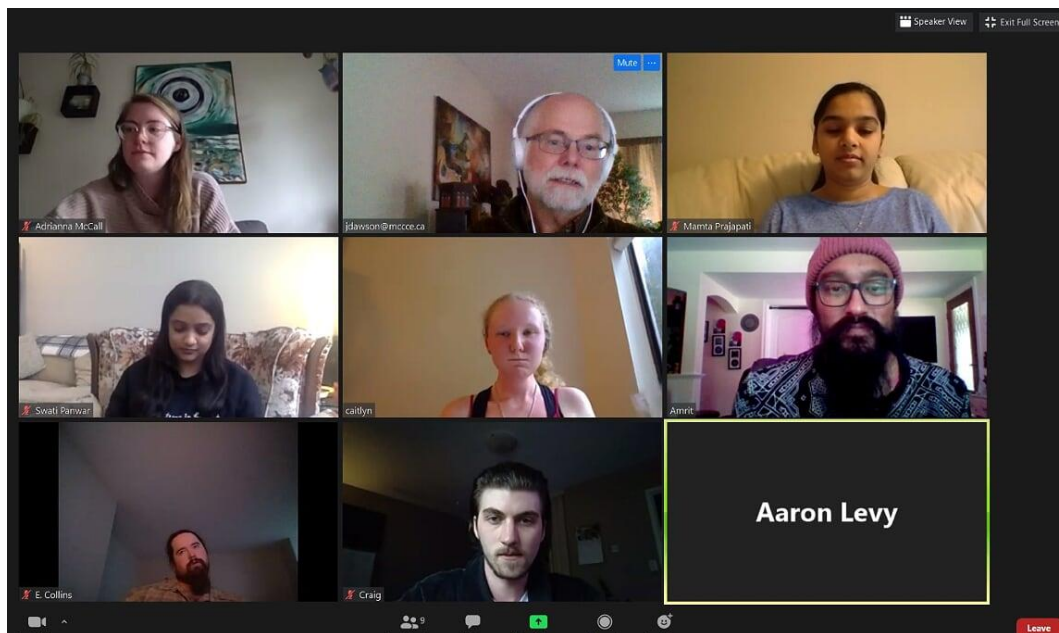 Speaker View
Exit Full Screen
Mute ...
Adrianna McCall
jdawson@mccce.ca
Mamta Prajapati
Swati Panwar
caitlyn
Amrit
E. Collins
Craig
Aaron Levy
9
Leave